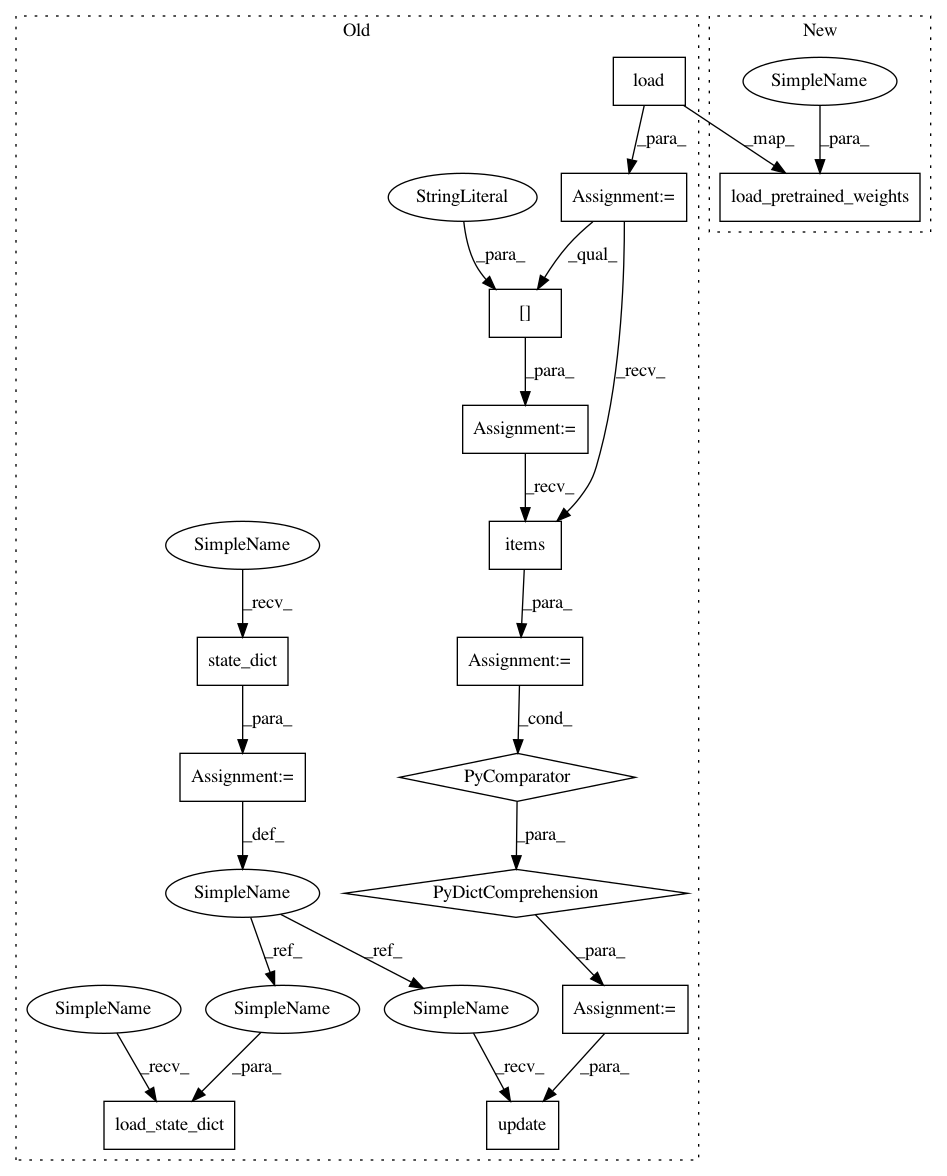 Old
New
load
SimpleName
_para_
_map_
_para_
StringLiteral
Assignment:=
load_pretrained_weights
_para_
_qual_
[]
_para_
_recv_
Assignment:=
_recv_
SimpleName
items
_recv_
_para_
state_dict
Assignment:=
_para_
_cond_
Assignment:=
PyComparator
_def_
_para_
SimpleName
PyDictComprehension
_ref_
_ref_
_para_
SimpleName
SimpleName
SimpleName
Assignment:=
_recv_
_para_
_recv_
_para_
load_state_dict
update